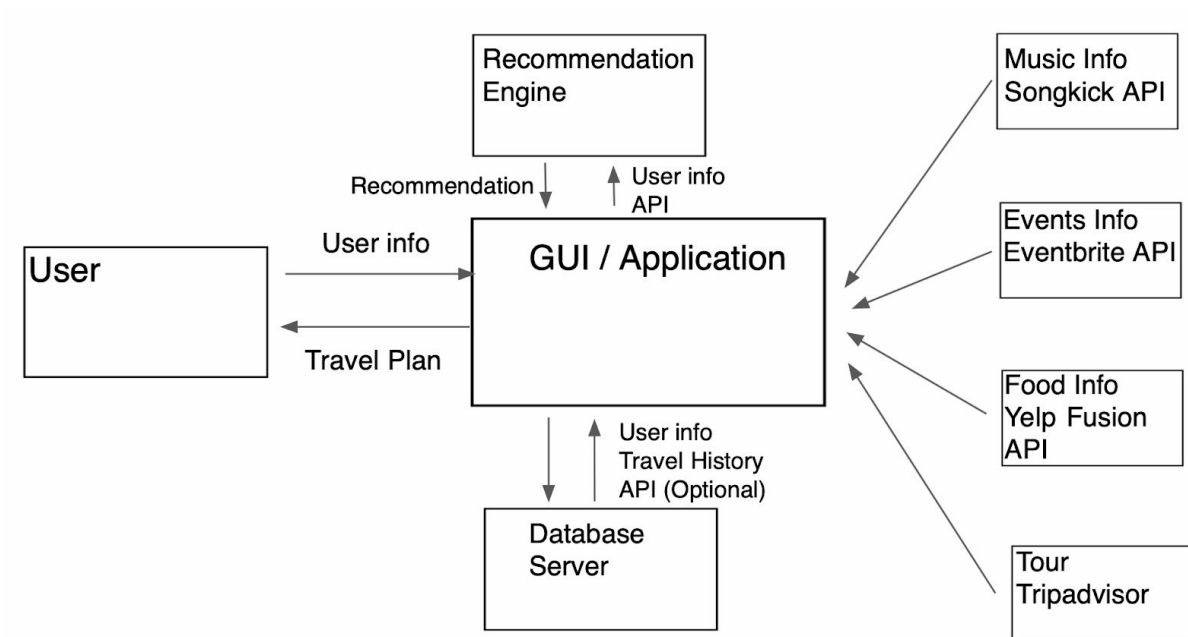 Recommendation
Engine
Music Info
Songkick API
Recommendation
User info
API
User info
GUI / Application
Events Info
Eventbrite API
User
Travel Plan
Food Info
Yelp Fusion
API
User info
Travel History
API (Optional)
Database
Server
Tour
Tripadvisor